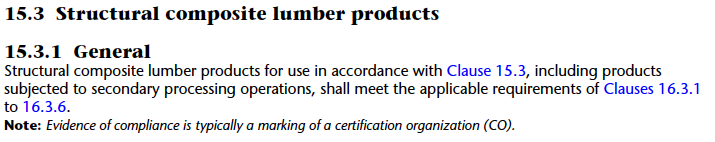 15.3 Structural composite lumber products
15.3.1 General
Structural composite lumber products for use in accordance with Clause 15.3, including products
subjected to secondary processing operations, shall meet the applicable requirements of Clauses 16.3.1
to 16.3.6.
Note: Evidence of compliance is typically a marking of a certification organization (CO).